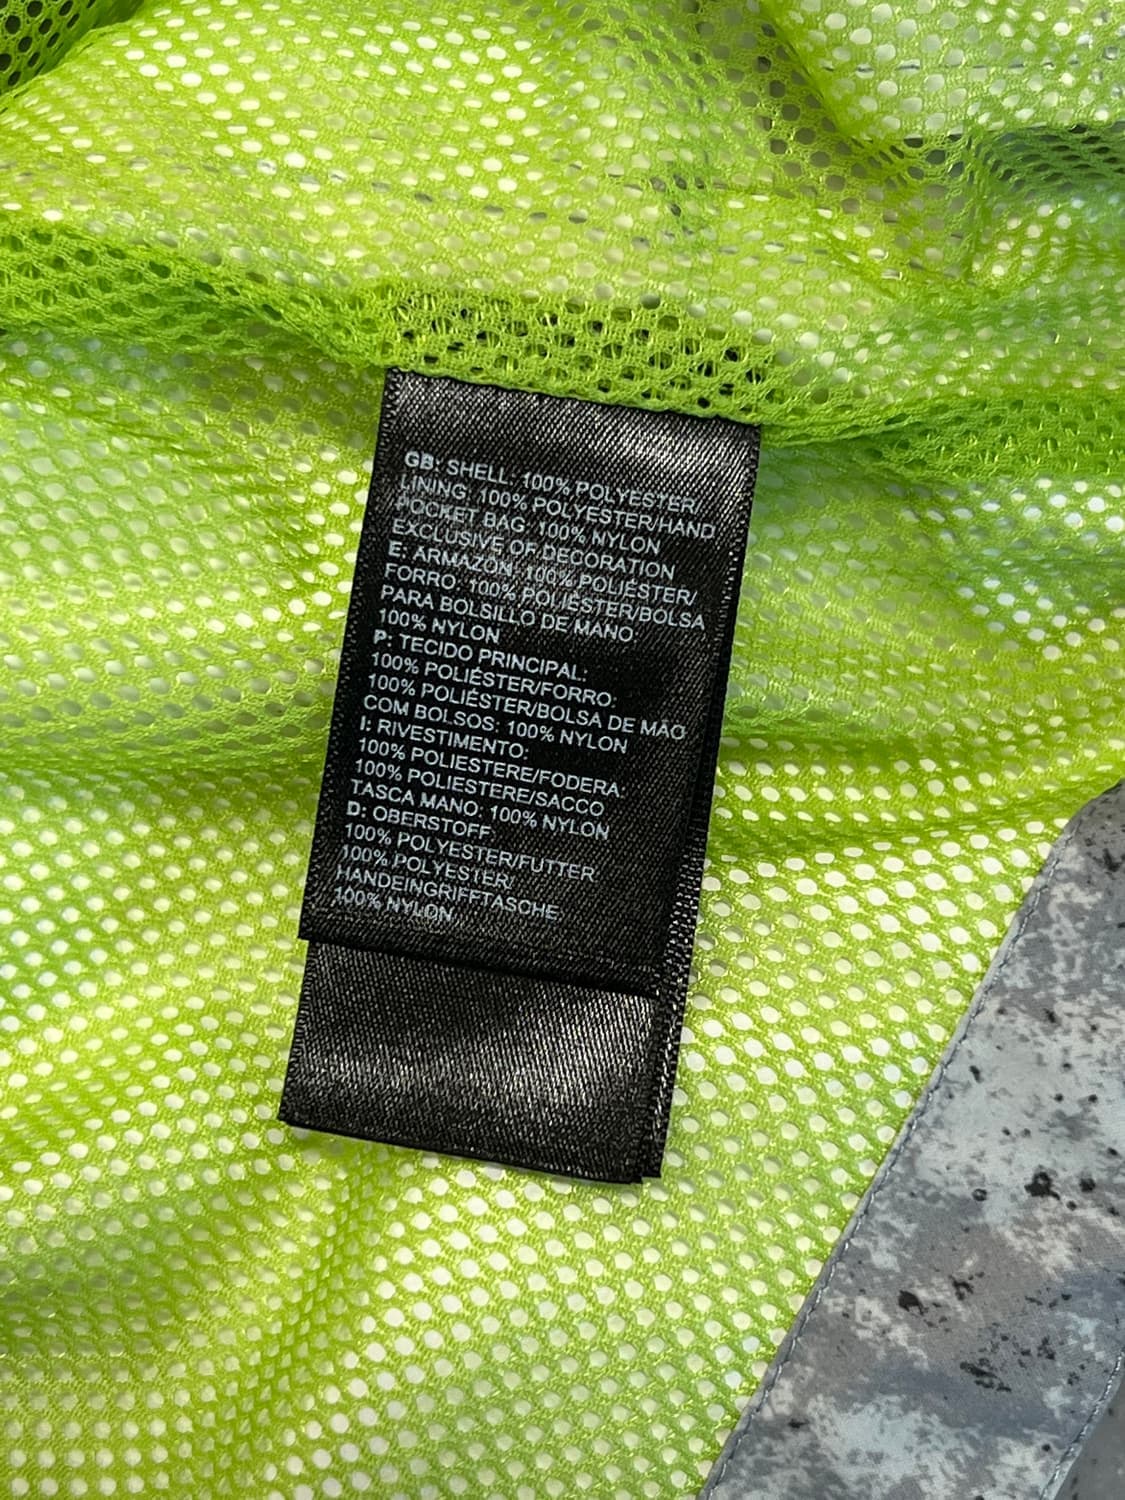 GB: SHELL: 100% POLYESTER/
LINING: 100% POLYESTER/HAND
POCKET BAG: 100% NYLON
EXCLUSIVE OF DECORATION
E: ARMAZÓN: 100% POLIÉSTER/
FORRO: 100% POLIÉSTER/BOLSA
PARA BOLSILLO DE MANO:
100% NYLON
P: TECIDO PRINCIPAL:
100% POLIÉSTER/FORRO:
100% POLIÉSTER/BOLSA DE MÃO
COM BOLSOS: 100% NYLON
I: RIVESTIMENTO:
100% POLIESTERE/FODERA:
100% POLIESTERE/SACCO
TASCA MANO: 100% NYLON
D: OBERSTOFF:
100% POLYESTER/FUTTER
100% POLYESTER/
HANDEINGRIFFTASCHE:
100% NYLON